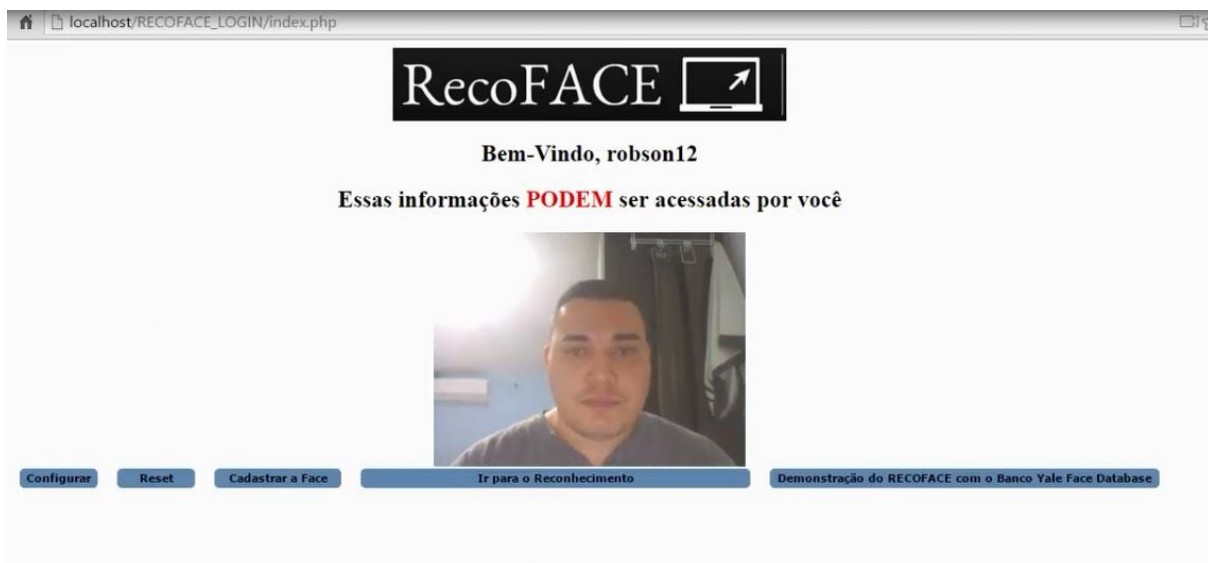 localhost/RECOFACE_LOGIN/index.php
RecoFACE
Bem-Vindo, robson12
Essas informações PODEM ser acessadas por você
Configurar
Reset
Cadastrar a Face
Ir para o Reconhecimento
Demonstração do RECOFACE com o Banco Yale Face Database